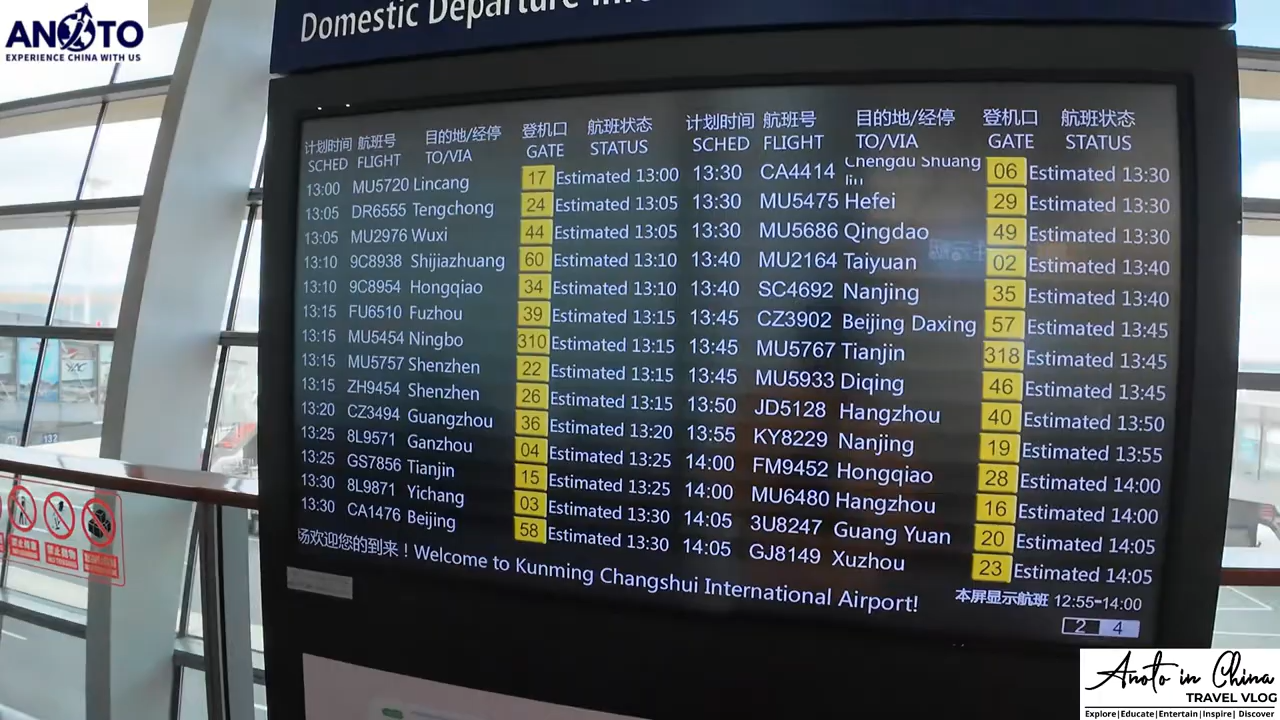 ANOTO
EXPERIENCE CHINA WITH US
Domestic Departure
计划时间 航班号 目的地/经停 登机口 航班状态
SCHED FLIGHT TO/VIA GATE STATUS
13:00 MU5720 Lincang 17 Estimated 13:00
13:05 DR6555 Tengchong 24 Estimated 13:05
13:05 MU2976 Wuxi 44 Estimated 13:05
13:10 9C8938 Shijiazhuang 60 Estimated 13:10
13:10 9C8954 Hongqiao 34 Estimated 13:10
13:15 FU6510 Fuzhou 39 Estimated 13:15
13:15 MU5454 Ningbo 310 Estimated 13:15
13:15 MU5757 Shenzhen 22 Estimated 13:15
13:15 ZH9454 Shenzhen 26 Estimated 13:15
13:20 CZ3494 Guangzhou 36 Estimated 13:20
13:25 8L9571 Ganzhou 04 Estimated 13:25
13:25 GS7856 Tianjin 15 Estimated 13:25
13:30 8L9871 Yichang 03 Estimated 13:30
13:30 CA1476 Beijing 58 Estimated 13:30
计划时间 航班号 目的地/经停 登机口 航班状态
SCHED FLIGHT TO/VIA GATE STATUS
13:30 CA4414 Chengdu Shuang 06 Estimated 13:30
13:30 MU5475 Hefei 29 Estimated 13:30
13:30 MU5686 Qingdao 49 Estimated 13:30
13:40 MU2164 Taiyuan 02 Estimated 13:40
13:40 SC4692 Nanjing 35 Estimated 13:40
13:45 CZ3902 Beijing Daxing 57 Estimated 13:45
13:45 MU5767 Tianjin 318 Estimated 13:45
13:45 MU5933 Diqing 46 Estimated 13:45
13:50 JD5128 Hangzhou 40 Estimated 13:50
13:55 KY8229 Nanjing 19 Estimated 13:55
14:00 FM9452 Hongqiao 28 Estimated 14:00
14:00 MU6480 Hangzhou 16 Estimated 14:00
14:05 3U8247 Guang Yuan 20 Estimated 14:05
14:05 GJ8149 Xuzhou 23 Estimated 14:05
场欢迎您的到来！Welcome to Kunming Changshui International Airport!
本屏显示航班 12:55-14:00
2 4
Anoto in China
TRAVEL VLOG
Explore|Educate|Entertain|Inspire| Discover